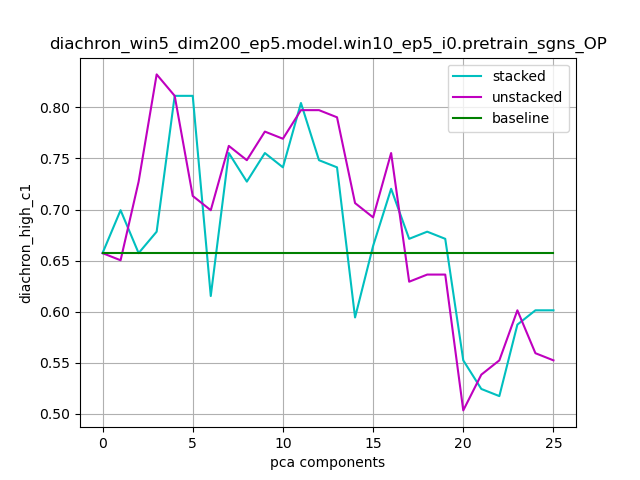 diachron_win5_dim200_ep5.model.win10_ep5_i0.pretrain_sgns_OP
stacked
unstacked
baseline
0.80
0.75
0.70
0.65
0.60
0.55
0.50
diachron_high_c1
0 5 10 15 20 25
pca components